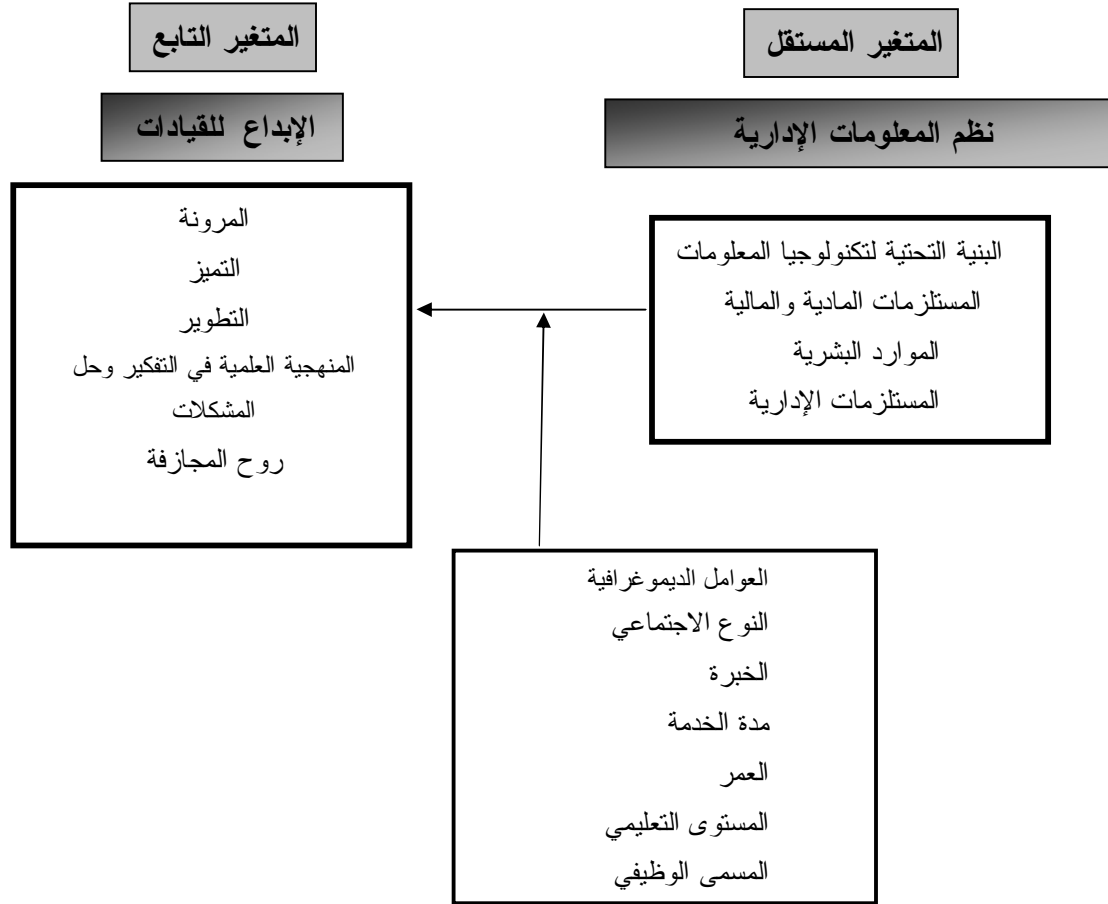 المتغير المستقل
المتغير التابع
نظم المعلومات الإدارية
الإبداع للقيادات
البنية التحتية لتكنولوجيا المعلومات
المستلزمات المادية والمالية
الموارد البشرية
المستلزمات الإدارية
المرونة
التميز
التطوير
المنهجية العلمية في التفكير وحل
المشكلات
روح المجازفة
العوامل الديموغرافية
النوع الاجتماعي
الخبرة
مدة الخدمة
العمر
المستوى التعليمي
المسمى الوظيفي